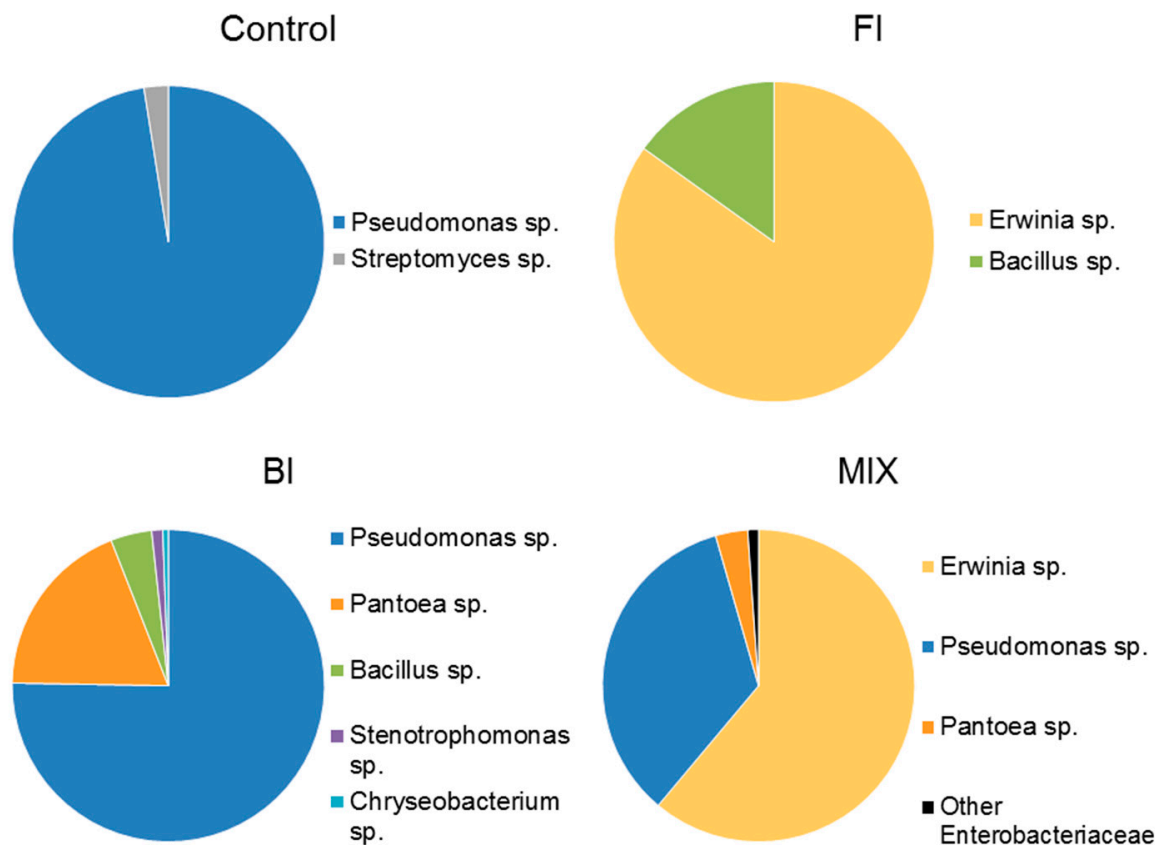 Control
Pseudomonas sp.
Streptomyces sp.
FI
Erwinia sp.
Bacillus sp.
BI
Pseudomonas sp.
Pantoea sp.
Bacillus sp.
Stenotrophomonas
sp.
Chryseobacterium
sp.
MIX
Erwinia sp.
Pseudomonas sp.
Pantoea sp.
Other
Enterobacteriaceae